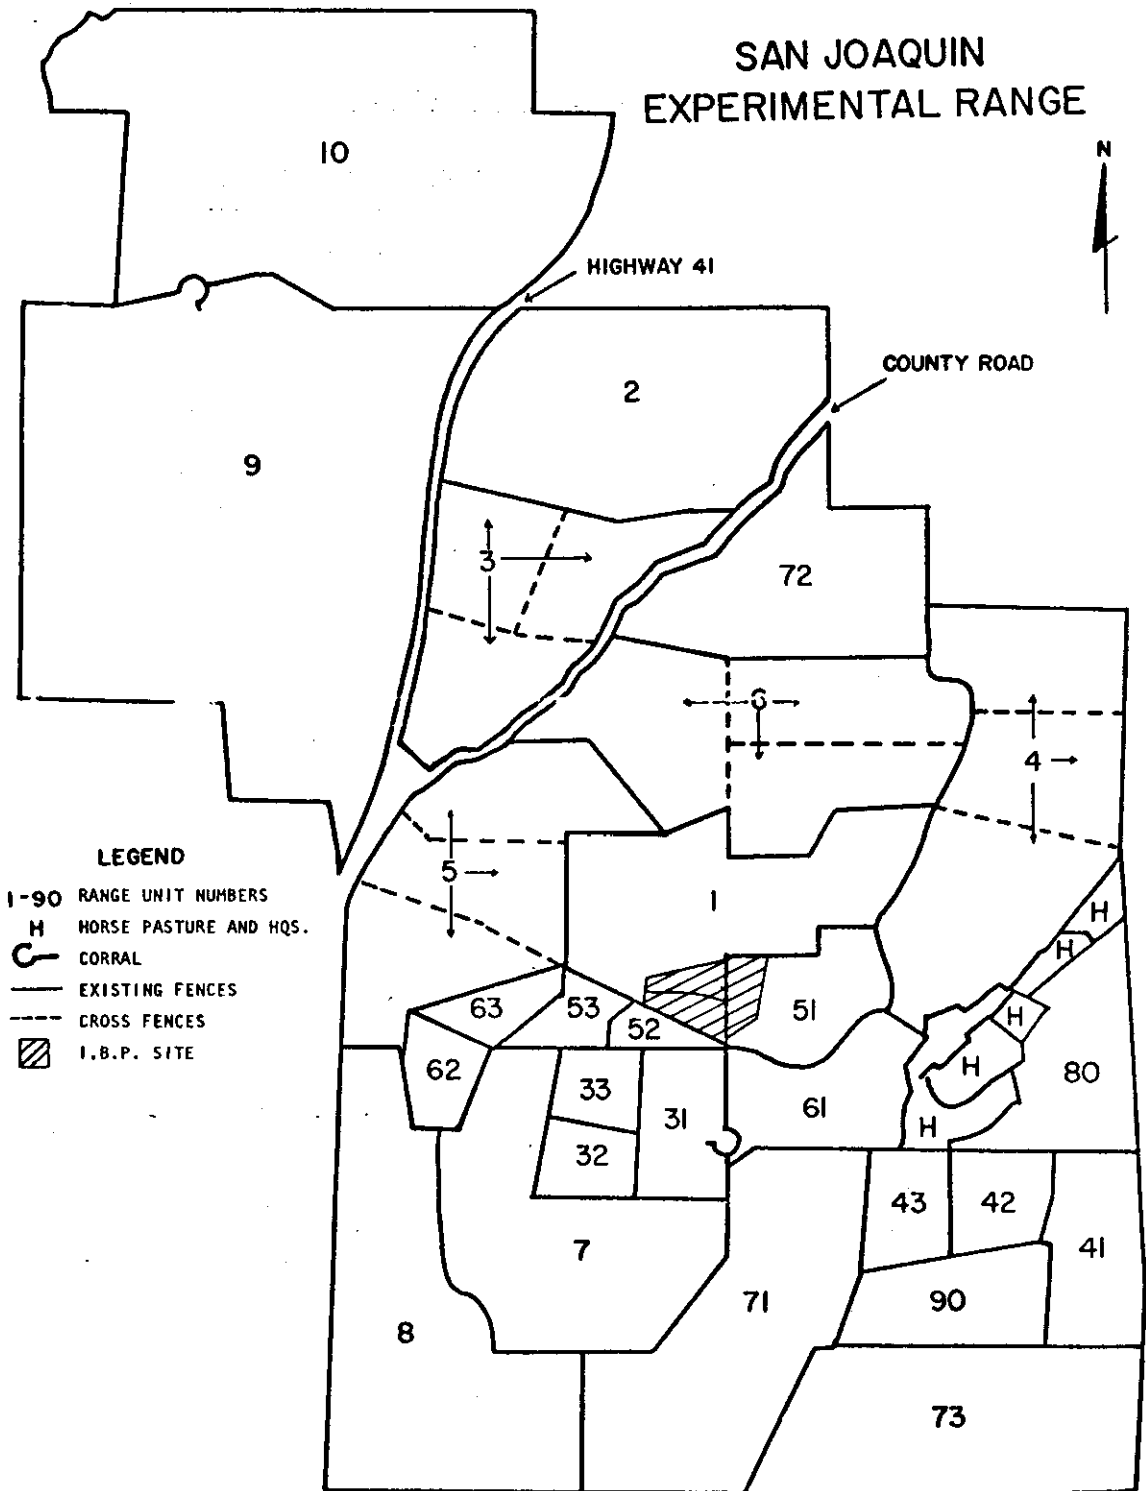 SAN JOAQUIN
EXPERIMENTAL RANGE
N
10
HIGHWAY 41
COUNTY ROAD
2
9
3
72
6
4
LEGEND
1-90 RANGE UNIT NUMBERS
H HORSE PASTURE AND HQS.
CORRAL
EXISTING FENCES
CROSS FENCES
I.B.P. SITE
5
1
H
H
63
53
52
51
H
62
33
31
61
H
80
32
H
43
42
41
7
71
90
8
73